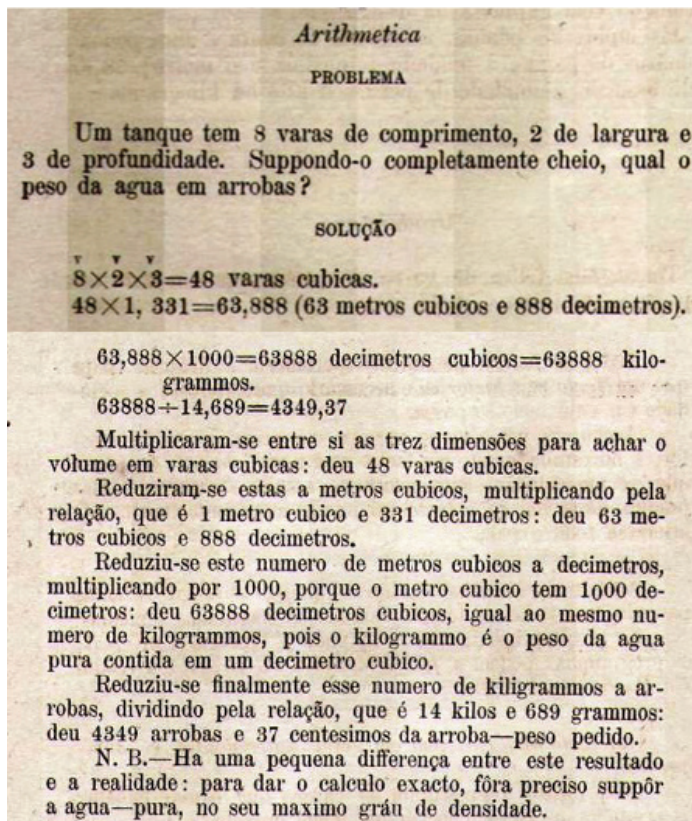 Arithmetica
PROBLEMA
Um tanque tem 8 varas de comprimento, 2 de largura e
3 de profundidade. Suppondo-o completamente cheio, qual o
peso da agua em arrobas?
SOLUÇÃO
v v v
8×2×3=48 varas cubicas.
48×1, 331=63,888 (63 metros cubicos e 888 decimetros).
63,888×1000=63888 decimetros cubicos=63888 kilo-
grammos.
63888÷14,689=4349,37
Multiplicaram-se entre si as trez dimensões para achar o
volume em varas cubicas: deu 48 varas cubicas.
Reduziram-se estas a metros cubicos, multiplicando pela
relação, que é 1 metro cubico e 331 decimetros: deu 63 me-
tros cubicos e 888 decimetros.
Reduziu-se este numero de metros cubicos a decimetros,
multiplicando por 1000, porque o metro cubico tem 1000 de-
cimetros: deu 63888 decimetros cubicos, igual ao mesmo nu-
mero de kilogrammos, pois o kilogrammo é o peso da agua
pura contida em um decimetro cubico.
Reduziu-se finalmente esse numero de kiligrammos a ar-
robas, dividindo pela relação, que é 14 kilos e 689 grammos:
deu 4349 arrobas e 37 centesimos da arroba—peso pedido.
N. B.—Ha uma pequena differença entre este resultado
e a realidade: para dar o calculo exacto, fôra preciso suppôr
a agua—pura, no seu maximo gráu de densidade.